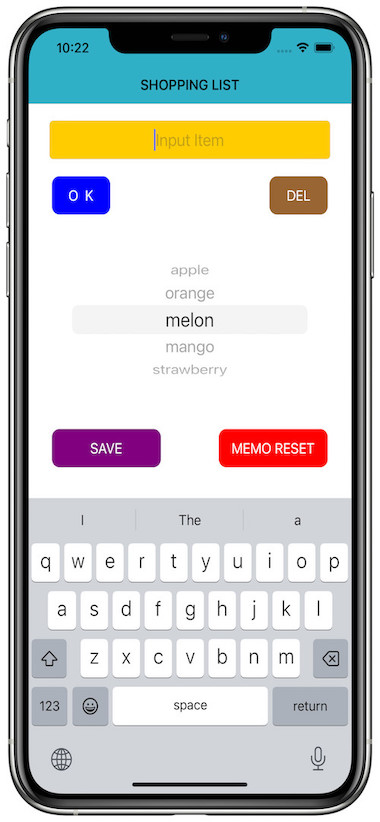 10:22
SHOPPING LIST
Input Item
O K DEL
apple
orange
melon
mango
strawberry
SAVE MEMO RESET
I The a
q w e r t y u i o p
a s d f g h j k l
z x c v b n m
123 space return